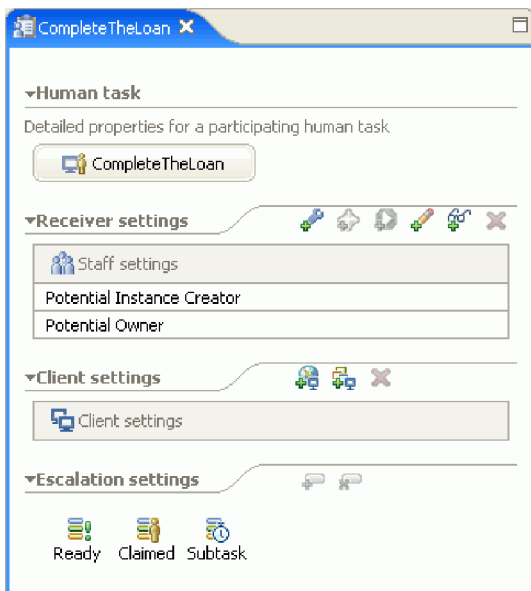 CompleteTheLoan
Human task
Detailed properties for a participating human task
CompleteTheLoan
Receiver settings
Staff settings
Potential Instance Creator
Potential Owner
Client settings
Client settings
Escalation settings
Ready Claimed Subtask